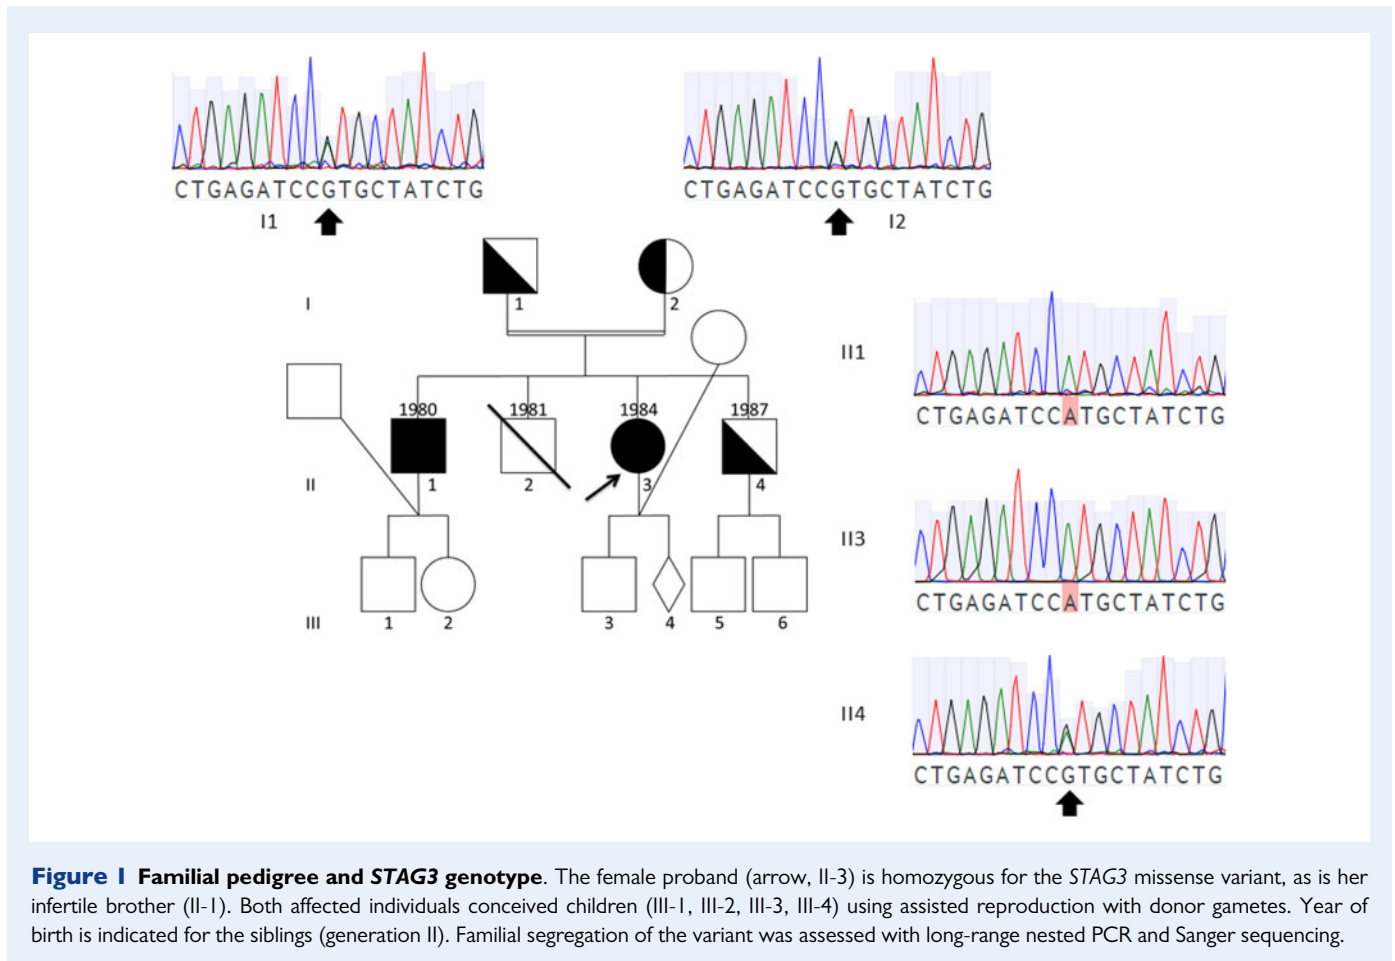 CTGAGATCCGTGCTATCTG
CTGAGATCCGTGCTATCTG
I1
I2
I
1
2
II1
CTGAGATCCATGCTATCTG
1980
1981
1984
1987
II
1
2
3
4
II3
CTGAGATCCATGCTATCTG
III
1
2
3
4
5
6
II4
CTGAGATCCGTGCTATCTG
Figure 1 Familial pedigree and STAG3 genotype. The female proband (arrow, II-3) is homozygous for the STAG3 missense variant, as is her
infertile brother (II-1). Both affected individuals conceived children (III-1, III-2, III-3, III-4) using assisted reproduction with donor gametes. Year of
birth is indicated for the siblings (generation II). Familial segregation of the variant was assessed with long-range nested PCR and Sanger sequencing.